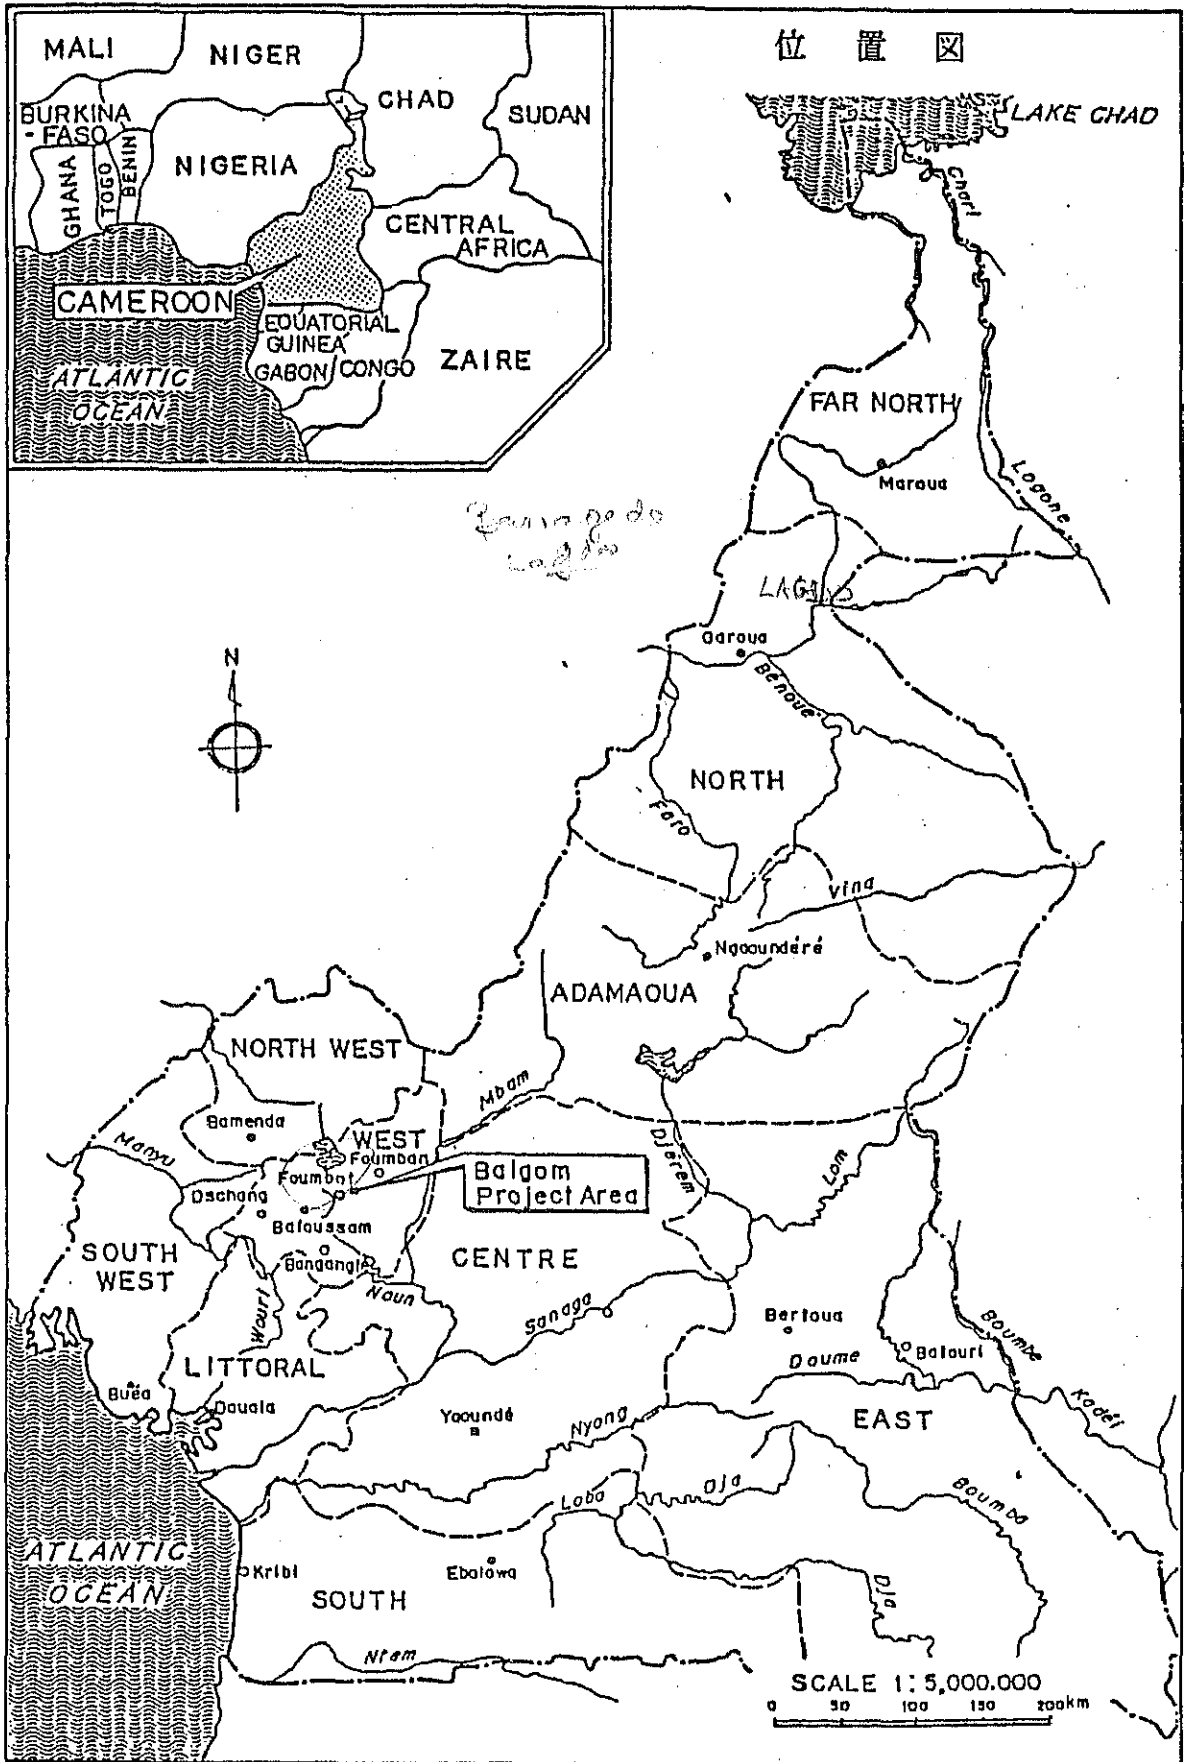 位置図
MALI
NIGER
CHAD
SUDAN
BURKINA
- FASO
GHANA
TOGO
BENIN
NIGERIA
CENTRAL
AFRICA
CAMEROON
EQUATORIAL
GUINEA
GABON
CONGO
ZAIRE
ATLANTIC
OCEAN
LAKE CHAD
Chari
FAR NORTH
Maroua
Logone
N
Garoua
Bénoué
NORTH
Faro
Vina
Ngaoundéré
ADAMAOUA
NORTH WEST
Mbam
Bamenda
WEST
Foumban
Manyu
Foumbot
Balgom
Project Area
Djerem
Lom
Dschang
Bafoussam
SOUTH
WEST
Bangangte
CENTRE
Noun
Wouri
Sanaga
Bertoua
Boumbe
LITTORAL
Batouri
Doume
Buéa
Douala
Kadéi
Yaoundé
Nyong
EAST
Loba
Dja
Boumba
ATLANTIC
OCEAN
Kribi
Ebolowa
SOUTH
Dja
Ntem
SCALE 1:5,000.000
0 50 100 150 200km